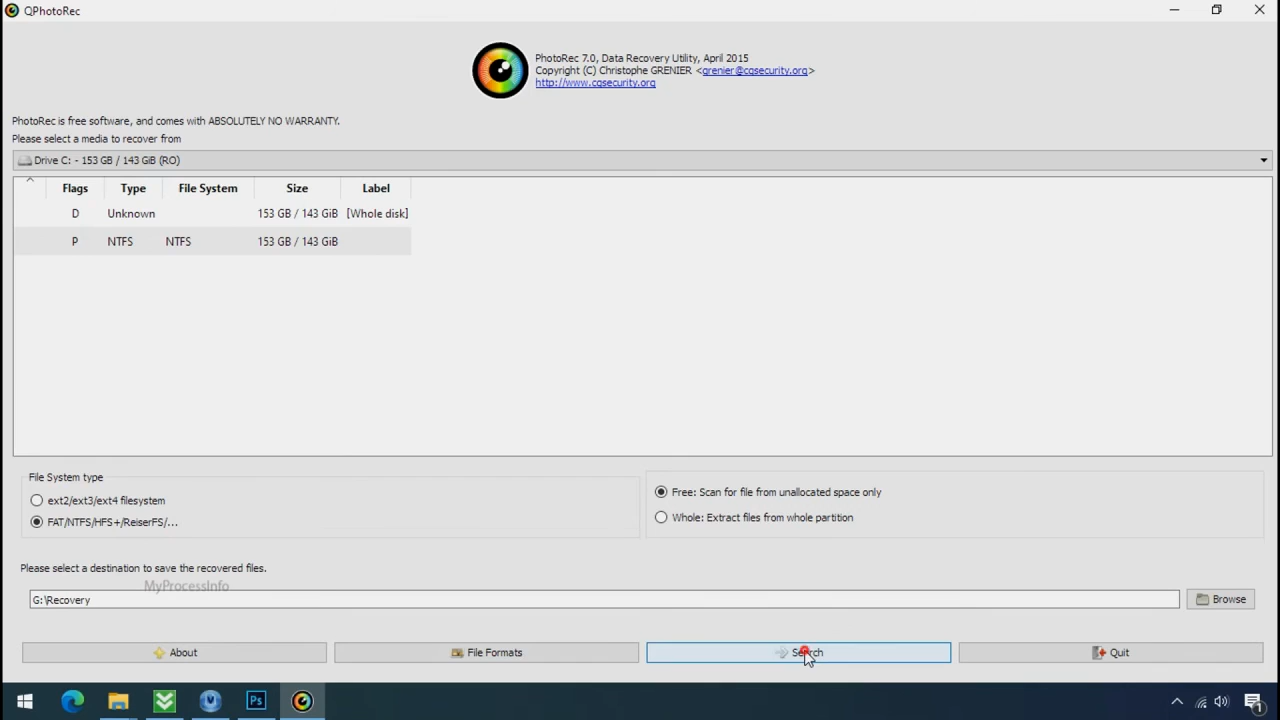 QPhotoRec
PhotoRec 7.0, Data Recovery Utility, April 2015
Copyright (C) Christophe GRENIER <grenier@cgsecurity.org>
http://www.cgsecurity.org
PhotoRec is free software, and comes with ABSOLUTELY NO WARRANTY.
Please select a media to recover from
Drive C: - 153 GB / 143 GiB (RO)
Flags Type File System Size Label
D Unknown 153 GB / 143 GiB [Whole disk]
P NTFS NTFS 153 GB / 143 GiB
File System type
ext2/ext3/ext4 filesystem
FAT/NTFS/HFS+/ReiserFS/...
Free: Scan for file from unallocated space only
Whole: Extract files from whole partition
Please select a destination to save the recovered files.
MyProcessInfo
G:\Recovery
Browse
About File Formats Search Quit
Ps
1